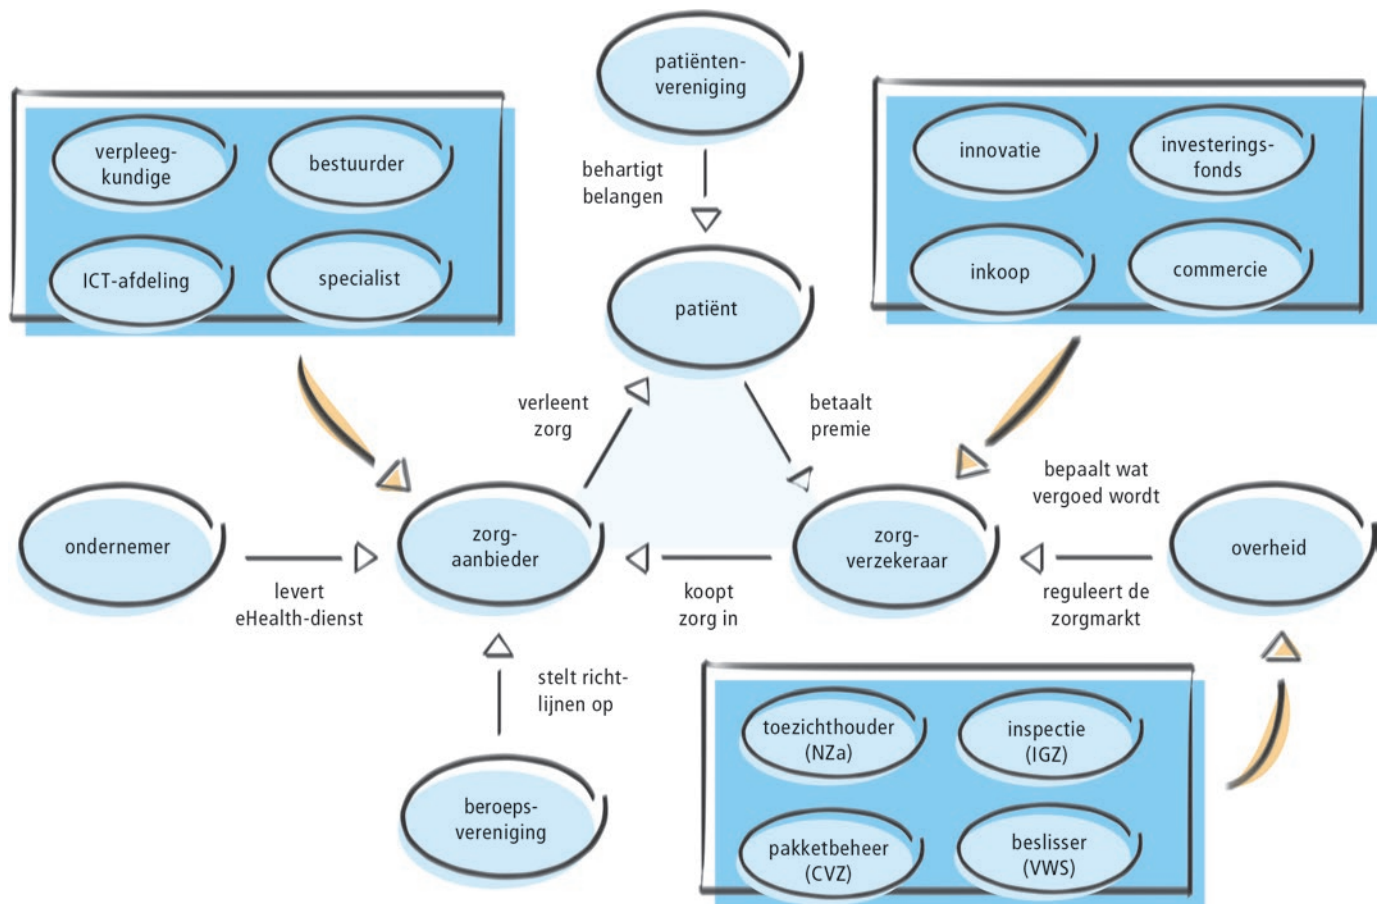 patiënten-
vereniging
verpleeg-
kundige
bestuurder
ICT-afdeling
specialist
innovatie
investerings-
fonds
inkoop
commercie
behartigt
belangen
patiënt
verleent
zorg
betaalt
premie
bepaalt wat
vergoed wordt
ondernemer
zorg-
aanbieder
zorg-
verzekeraar
overheid
levert
eHealth-dienst
koopt
zorg in
reguleert de
zorgmarkt
stelt richt-
lijnen op
beroeps-
vereniging
toezichthouder
(NZa)
inspectie
(IGZ)
pakketbeheer
(CVZ)
beslisser
(VWS)